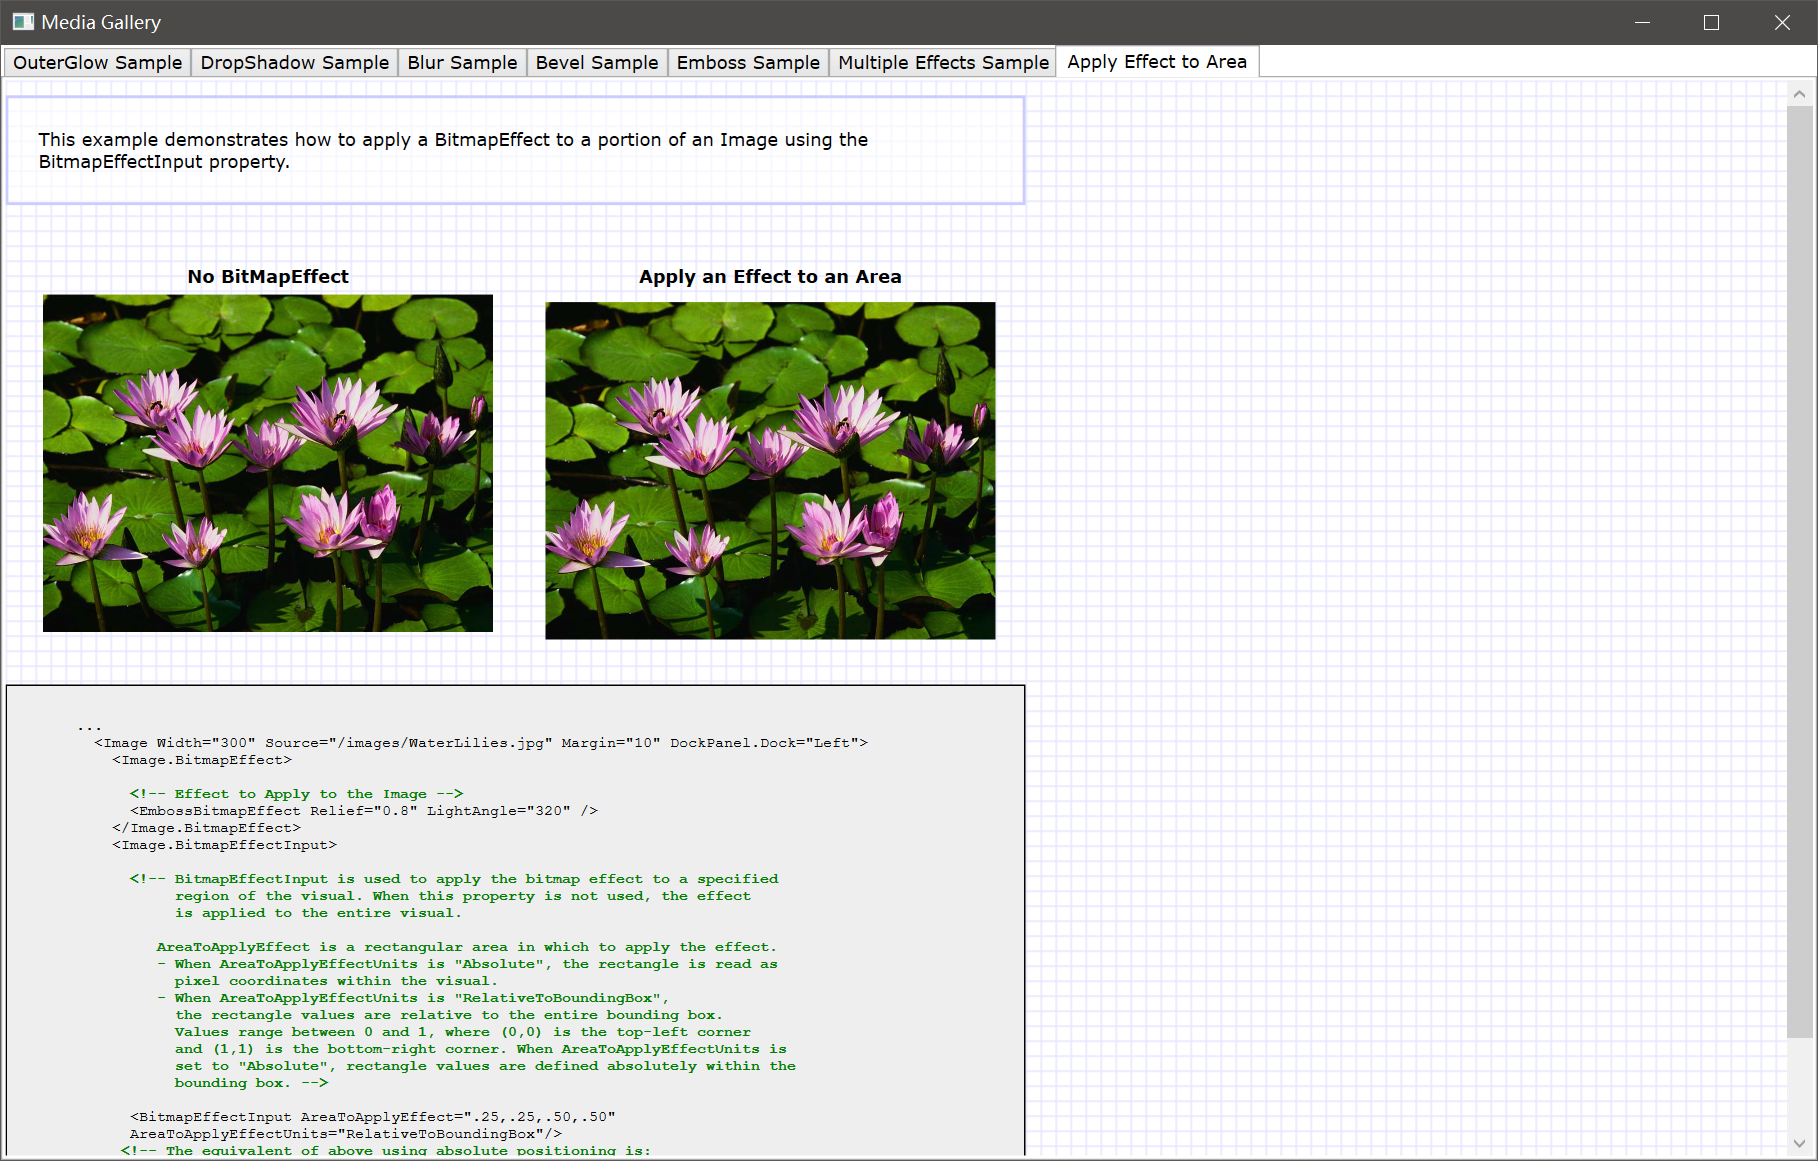 Media Gallery
OuterGlow Sample
DropShadow Sample
Blur Sample
Bevel Sample
Emboss Sample
Multiple Effects Sample
Apply Effect to Area
This example demonstrates how to apply a BitmapEffect to a portion of an Image using the
BitmapEffectInput property.
No BitMapEffect
Apply an Effect to an Area
...
<Image Width="300" Source="/images/WaterLilies.jpg" Margin="10" DockPanel.Dock="Left">
<Image.BitmapEffect>
<!-- Effect to Apply to the Image -->
<EmbossBitmapEffect Relief="0.8" LightAngle="320" />
</Image.BitmapEffect>
<Image.BitmapEffectInput>
<!-- BitmapEffectInput is used to apply the bitmap effect to a specified
region of the visual. When this property is not used, the effect
is applied to the entire visual.
AreaToApplyEffect is a rectangular area in which to apply the effect.
- When AreaToApplyEffectUnits is "Absolute", the rectangle is read as
pixel coordinates within the visual.
- When AreaToApplyEffectUnits is "RelativeToBoundingBox",
the rectangle values are relative to the entire bounding box.
Values range between 0 and 1, where (0,0) is the top-left corner
and (1,1) is the bottom-right corner. When AreaToApplyEffectUnits is
set to "Absolute", rectangle values are defined absolutely within the
bounding box. -->
<BitmapEffectInput AreaToApplyEffect=".25,.25,.50,.50"
AreaToApplyEffectUnits="RelativeToBoundingBox"/>
<!-- The equivalent of above using absolute positioning is: